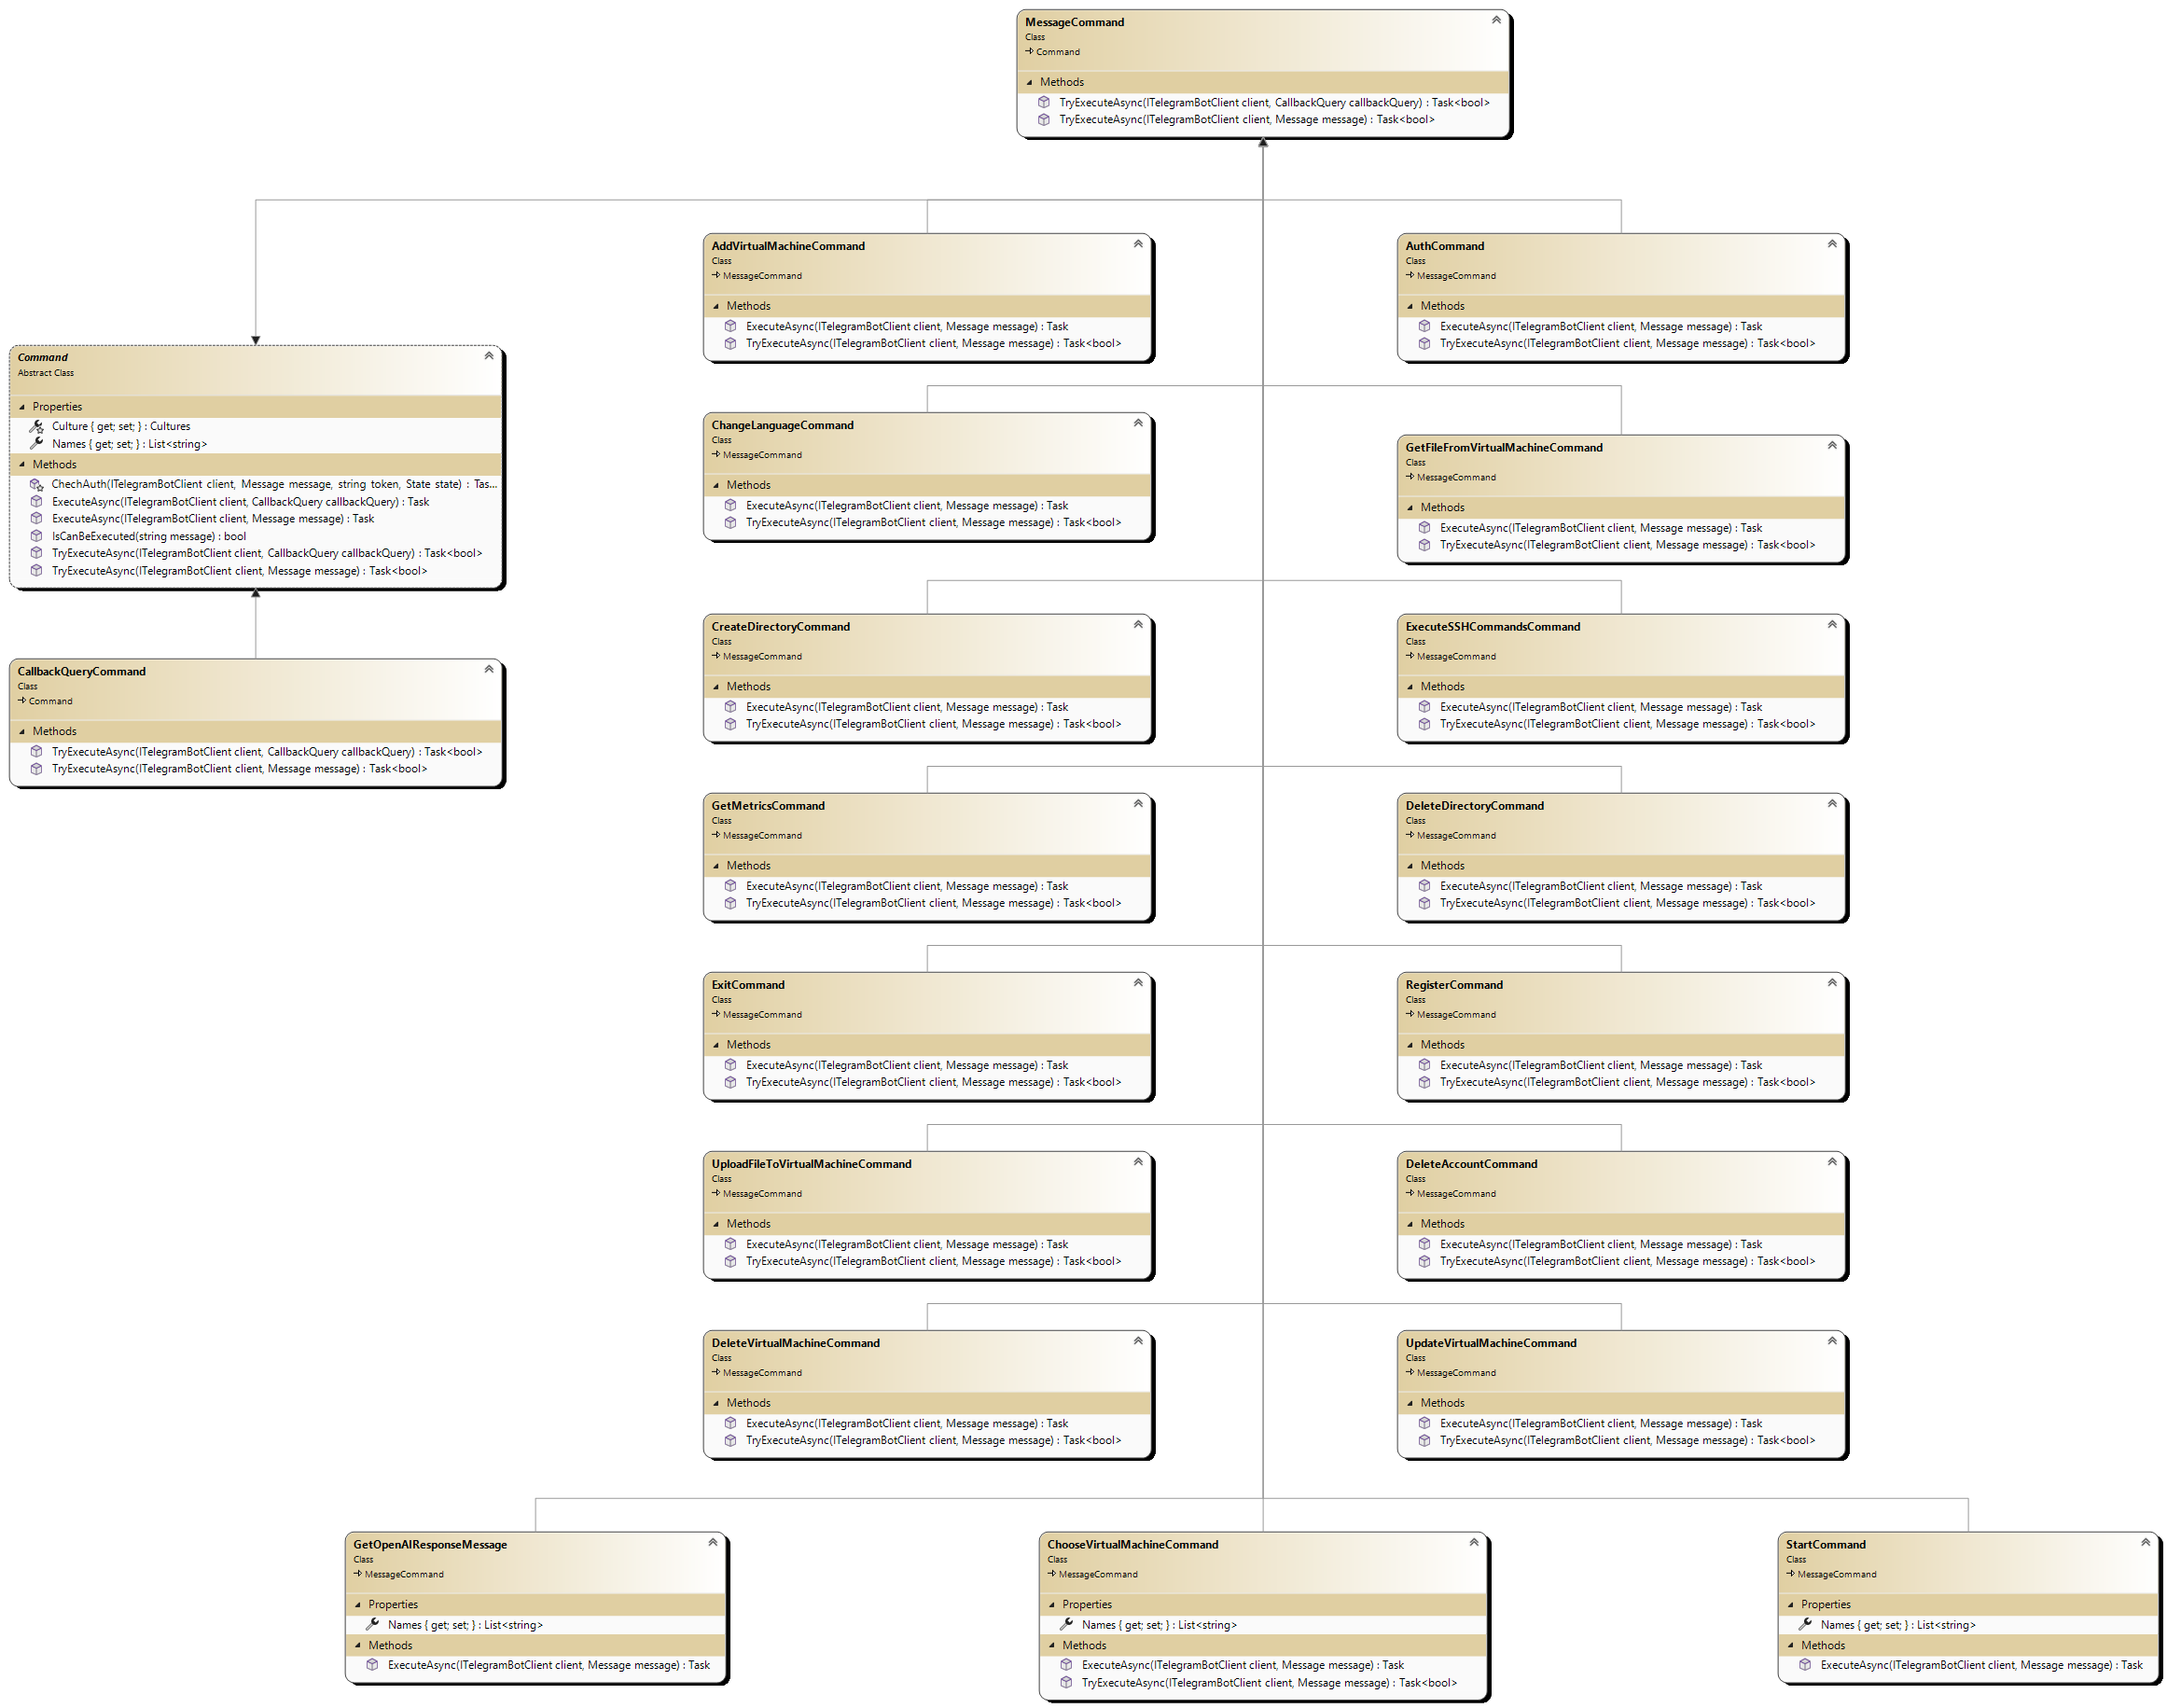 MessageCommand
Class
Command
Methods
TryExecuteAsync(ITelegramBotClient client, CallbackQuery callbackQuery) : Task<bool>
TryExecuteAsync(ITelegramBotClient client, Message message) : Task<bool>
AddVirtualMachineCommand
Class
MessageCommand
Methods
ExecuteAsync(ITelegramBotClient client, Message message) : Task
TryExecuteAsync(ITelegramBotClient client, Message message) : Task<bool>
AuthCommand
Class
MessageCommand
Methods
ExecuteAsync(ITelegramBotClient client, Message message) : Task
TryExecuteAsync(ITelegramBotClient client, Message message) : Task<bool>
Command
Abstract Class
Properties
Culture { get; set; } : Cultures
Names { get; set; } : List<string>
Methods
ChechAuth(ITelegramBotClient client, Message message, string token, State state) : Tas...
ExecuteAsync(ITelegramBotClient client, CallbackQuery callbackQuery) : Task
ExecuteAsync(ITelegramBotClient client, Message message) : Task
IsCanBeExecuted(string message) : bool
TryExecuteAsync(ITelegramBotClient client, CallbackQuery callbackQuery) : Task<bool>
TryExecuteAsync(ITelegramBotClient client, Message message) : Task<bool>
ChangeLanguageCommand
Class
MessageCommand
Methods
ExecuteAsync(ITelegramBotClient client, Message message) : Task
TryExecuteAsync(ITelegramBotClient client, Message message) : Task<bool>
GetFileFromVirtualMachineCommand
Class
MessageCommand
Methods
ExecuteAsync(ITelegramBotClient client, Message message) : Task
TryExecuteAsync(ITelegramBotClient client, Message message) : Task<bool>
CallbackQueryCommand
Class
Command
Methods
TryExecuteAsync(ITelegramBotClient client, CallbackQuery callbackQuery) : Task<bool>
TryExecuteAsync(ITelegramBotClient client, Message message) : Task<bool>
CreateDirectoryCommand
Class
MessageCommand
Methods
ExecuteAsync(ITelegramBotClient client, Message message) : Task
TryExecuteAsync(ITelegramBotClient client, Message message) : Task<bool>
ExecuteSSHCommandsCommand
Class
MessageCommand
Methods
ExecuteAsync(ITelegramBotClient client, Message message) : Task
TryExecuteAsync(ITelegramBotClient client, Message message) : Task<bool>
GetMetricsCommand
Class
MessageCommand
Methods
ExecuteAsync(ITelegramBotClient client, Message message) : Task
TryExecuteAsync(ITelegramBotClient client, Message message) : Task<bool>
DeleteDirectoryCommand
Class
MessageCommand
Methods
ExecuteAsync(ITelegramBotClient client, Message message) : Task
TryExecuteAsync(ITelegramBotClient client, Message message) : Task<bool>
ExitCommand
Class
MessageCommand
Methods
ExecuteAsync(ITelegramBotClient client, Message message) : Task
TryExecuteAsync(ITelegramBotClient client, Message message) : Task<bool>
RegisterCommand
Class
MessageCommand
Methods
ExecuteAsync(ITelegramBotClient client, Message message) : Task
TryExecuteAsync(ITelegramBotClient client, Message message) : Task<bool>
UploadFileToVirtualMachineCommand
Class
MessageCommand
Methods
ExecuteAsync(ITelegramBotClient client, Message message) : Task
TryExecuteAsync(ITelegramBotClient client, Message message) : Task<bool>
DeleteAccountCommand
Class
MessageCommand
Methods
ExecuteAsync(ITelegramBotClient client, Message message) : Task
TryExecuteAsync(ITelegramBotClient client, Message message) : Task<bool>
DeleteVirtualMachineCommand
Class
MessageCommand
Methods
ExecuteAsync(ITelegramBotClient client, Message message) : Task
TryExecuteAsync(ITelegramBotClient client, Message message) : Task<bool>
UpdateVirtualMachineCommand
Class
MessageCommand
Methods
ExecuteAsync(ITelegramBotClient client, Message message) : Task
TryExecuteAsync(ITelegramBotClient client, Message message) : Task<bool>
GetOpenAIResponseMessage
Class
MessageCommand
Properties
Names { get; set; } : List<string>
Methods
ExecuteAsync(ITelegramBotClient client, Message message) : Task
ChooseVirtualMachineCommand
Class
MessageCommand
Properties
Names { get; set; } : List<string>
Methods
ExecuteAsync(ITelegramBotClient client, Message message) : Task
TryExecuteAsync(ITelegramBotClient client, Message message) : Task<bool>
StartCommand
Class
MessageCommand
Properties
Names { get; set; } : List<string>
Methods
ExecuteAsync(ITelegramBotClient client, Message message) : Task